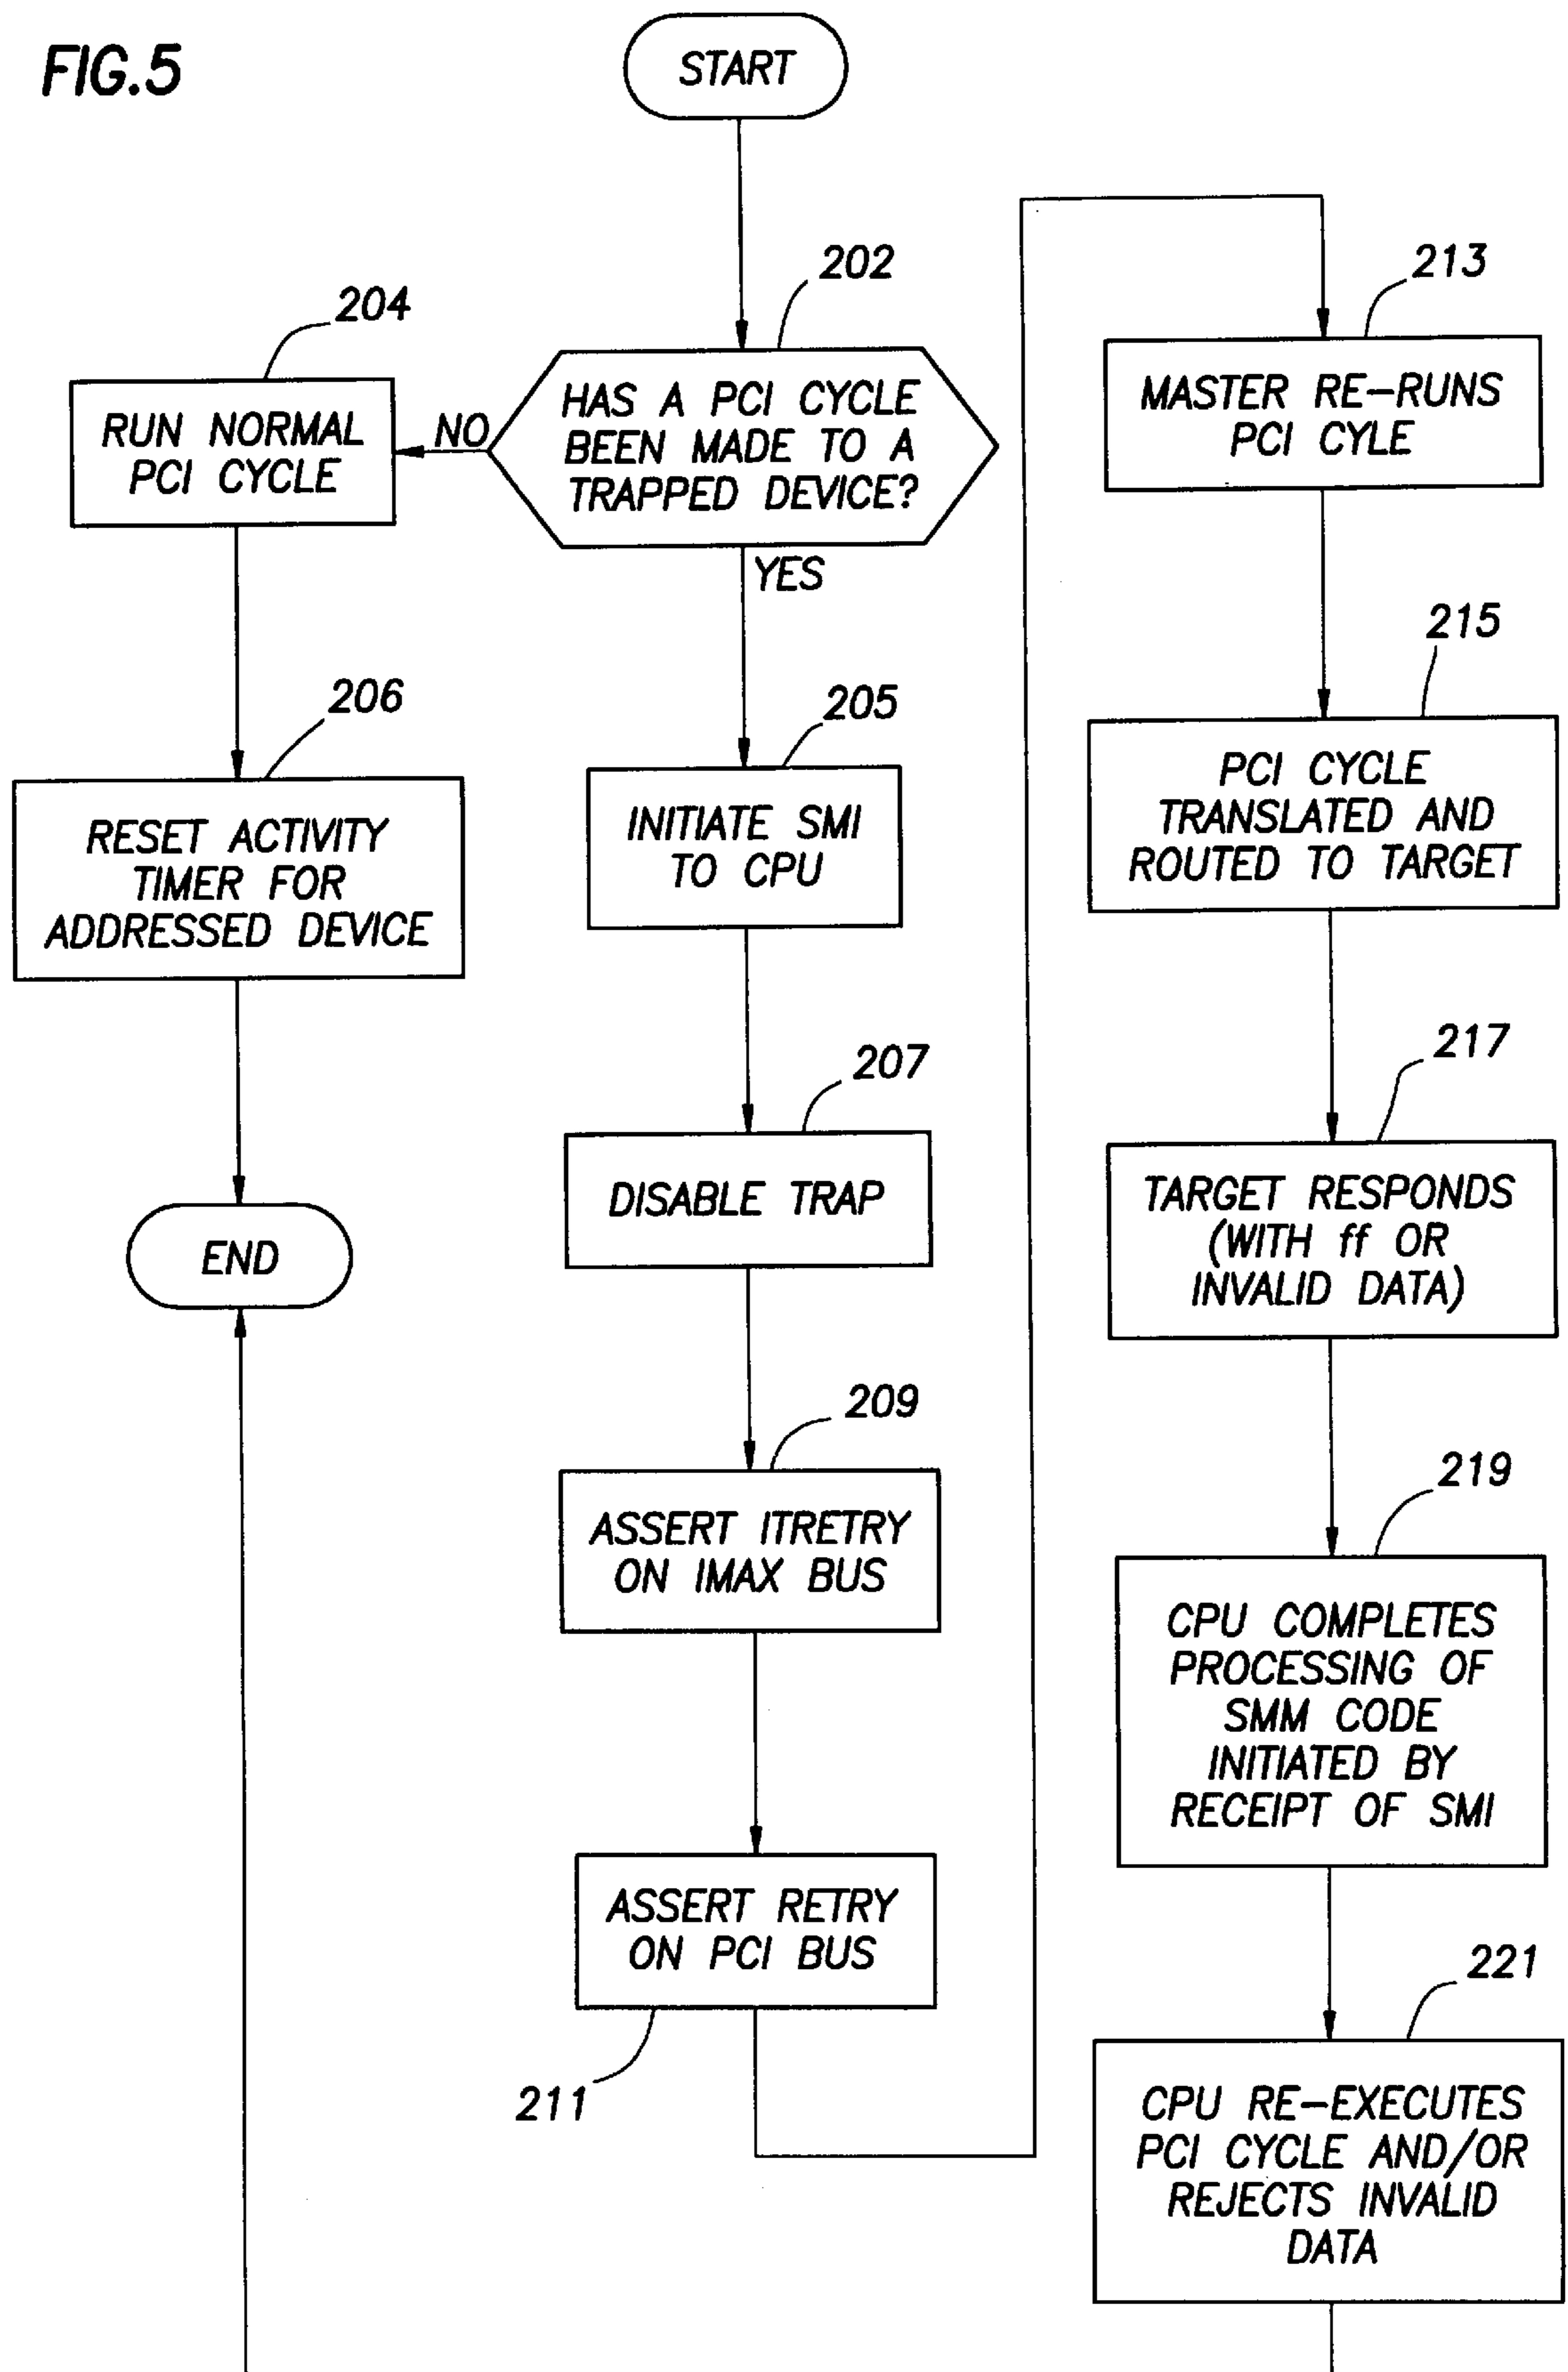 FIG.5
START
202
HAS A PCI CYCLE
BEEN MADE TO A
TRAPPED DEVICE?
NO
YES
204
RUN NORMAL
PCI CYCLE
206
RESET ACTIVITY
TIMER FOR
ADDRESSED DEVICE
END
205
INITIATE SMI
TO CPU
207
DISABLE TRAP
209
ASSERT ITRETRY
ON IMAX BUS
ASSERT RETRY
ON PCI BUS
211
213
MASTER RE-RUNS
PCI CYLE
215
PCI CYCLE
TRANSLATED AND
ROUTED TO TARGET
217
TARGET RESPONDS
(WITH ff OR
INVALID DATA)
219
CPU COMPLETES
PROCESSING OF
SMM CODE
INITIATED BY
RECEIPT OF SMI
221
CPU RE-EXECUTES
PCI CYCLE AND/OR
REJECTS INVALID
DATA